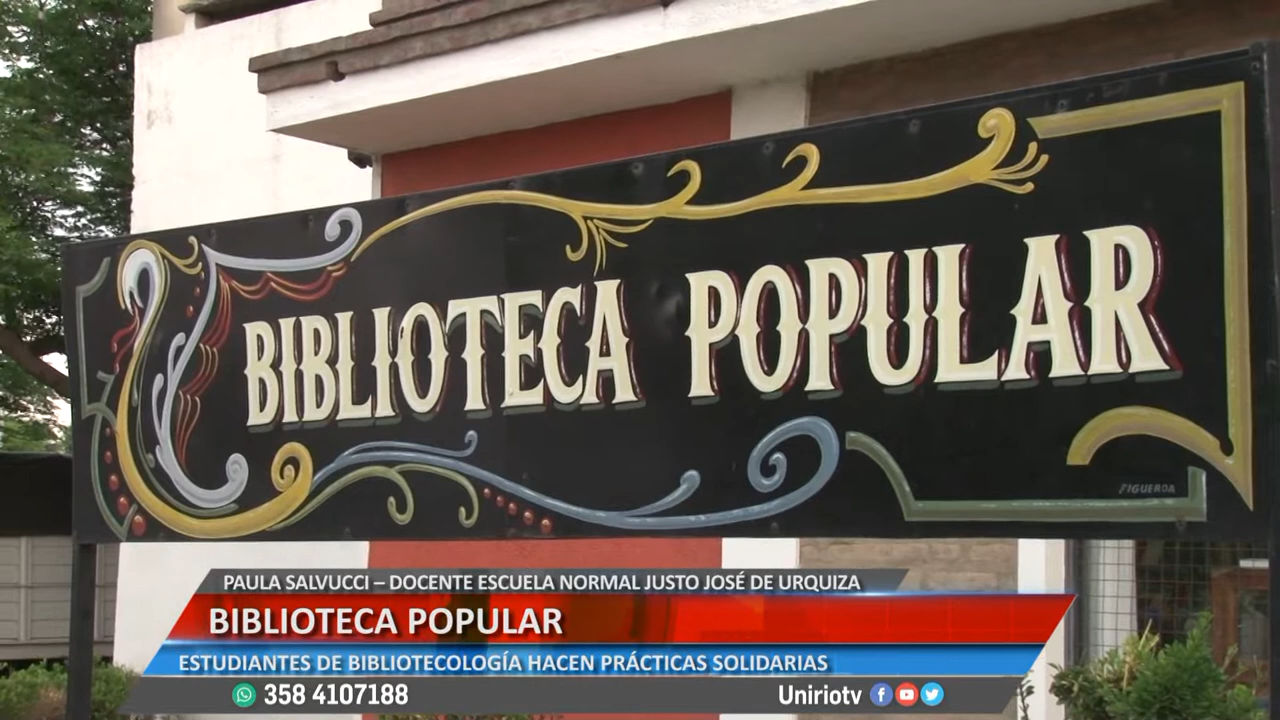 BIBLIOTECA POPULAR
FIGUEROA
PAULA SALVUCCI – DOCENTE ESCUELA NORMAL JUSTO JOSÉ DE URQUIZA
BIBLIOTECA POPULAR
ESTUDIANTES DE BIBLIOTECOLOGÍA HACEN PRÁCTICAS SOLIDARIAS
358 4107188 Uniriotv